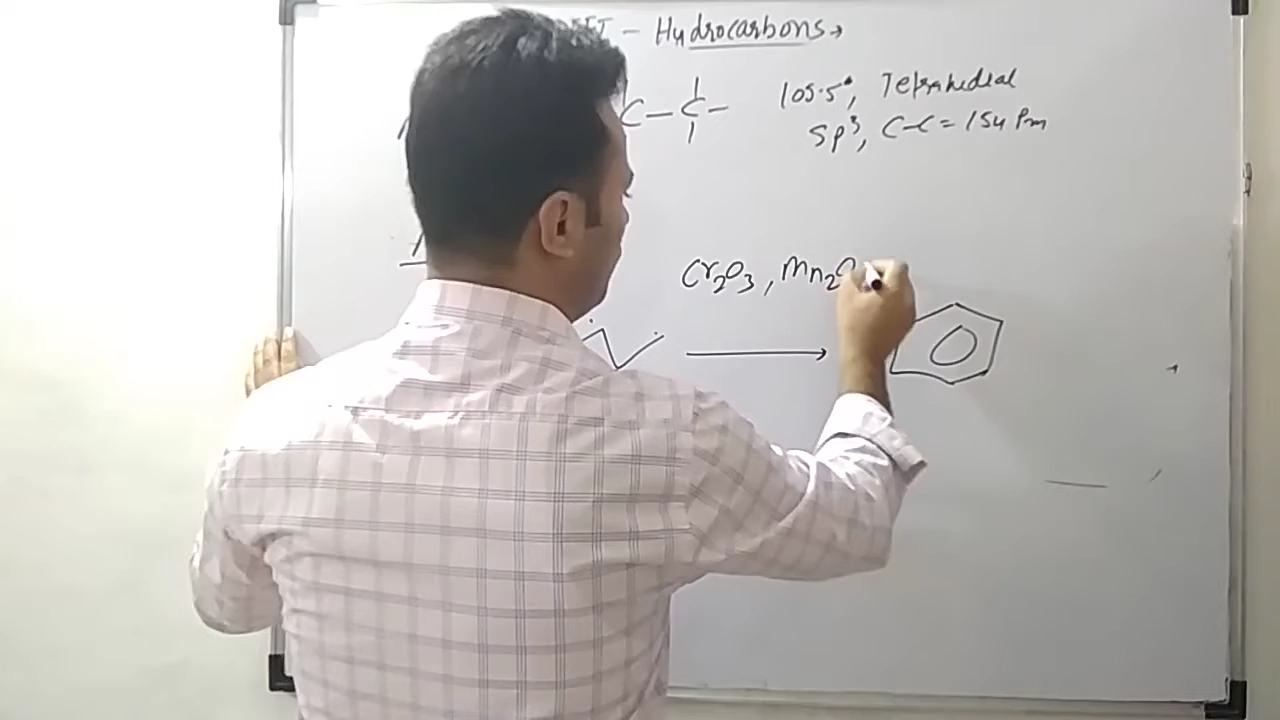 – Hydrocarbons →
C – C – 105.5°, Tetrahedral
sp³, C–C = 154 Pm
Cr₂O₃, Mn₂O